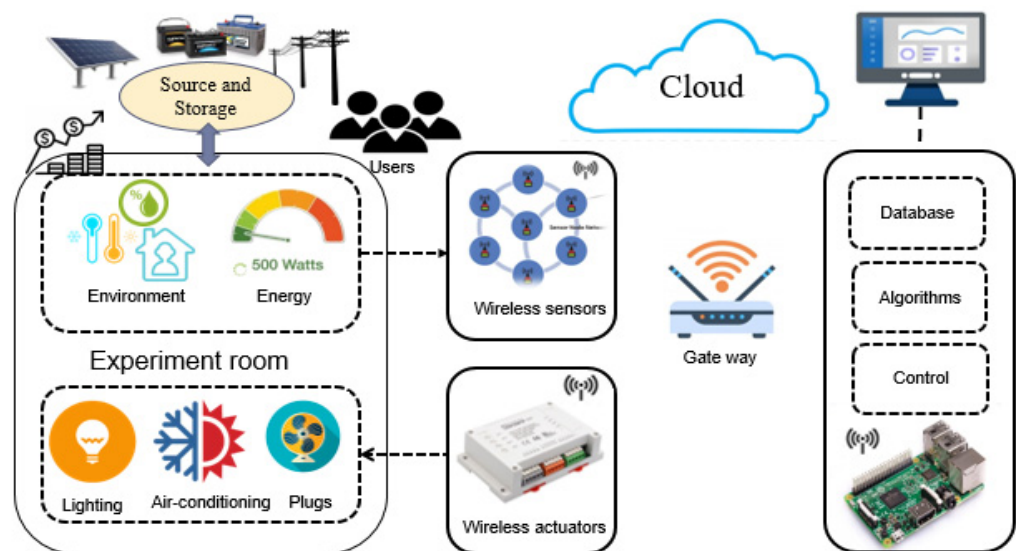 Source and
Storage
Users
Cloud
%
$
$
500 Watts
Environment
Energy
Experiment room
Lighting
Air-conditioning
Plugs
Wireless sensors
Wireless actuators
Gate way
Database
Algorithms
Control